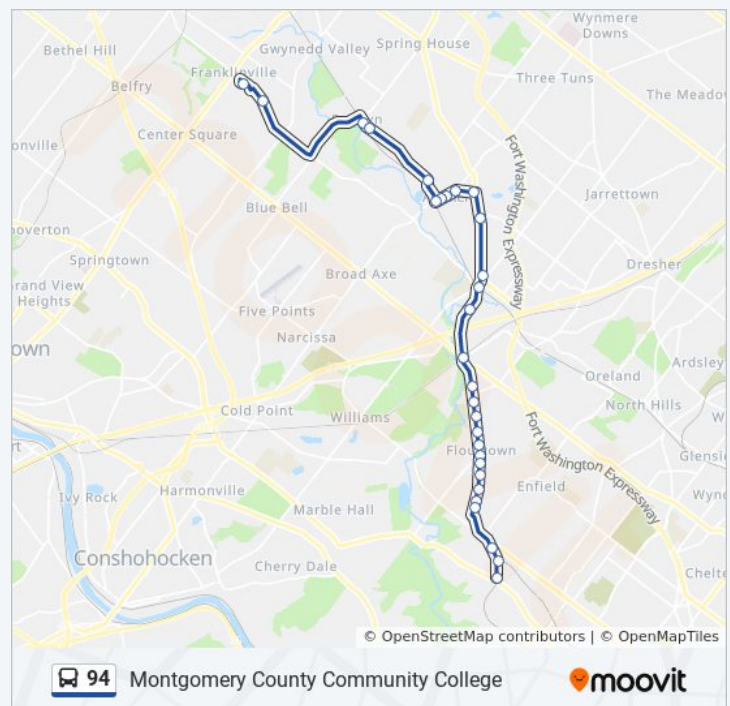 Wynmere
Downs
Bethel Hill
Gwynedd Valley
Spring House
Franklinville
Three Tuns
Belfry
The Meadow
Center Square
onville
Fort Washington Expressway
Jarrettown
Blue Bell
ooverton
Springtown
Dresher
Broad Axe
rand View
Heights
Five Points
Narcissa
own
Ardsley
Oreland
North Hills
Cold Point
Williams
W
rt
Fort Washington Expressway
Flourtown
Glensi
Enfield
Ivy Rock
Harmonville
Wync
Marble Hall
Conshohocken
Cherry Dale
Chelte
© OpenStreetMap contributors | © OpenMapTiles
94 Montgomery County Community College
moovit